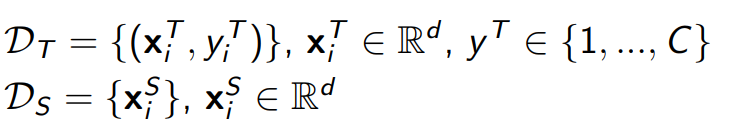 𝒟_T = {(𝐱_i^T, y_i^T)}, 𝐱_i^T ∈ ℝ^d, y^T ∈ {1, ..., C}
𝒟_S = {𝐱_i^S}, 𝐱_i^S ∈ ℝ^d